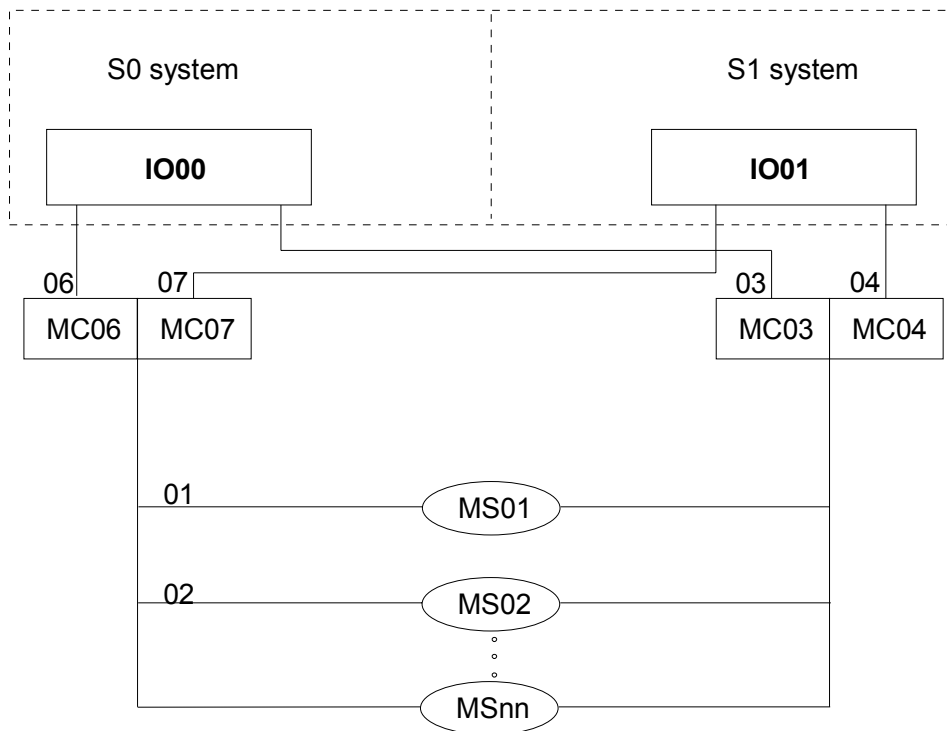 S0 system
S1 system
IO00
IO01
06
07
03
04
MC06
MC07
MC03
MC04
01
MS01
02
MS02
MSnn